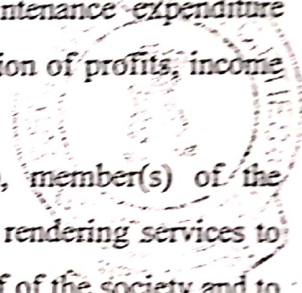 ntenance expenditure
ion of profits, income
, member(s) of the
rendering services to
f of the society and to